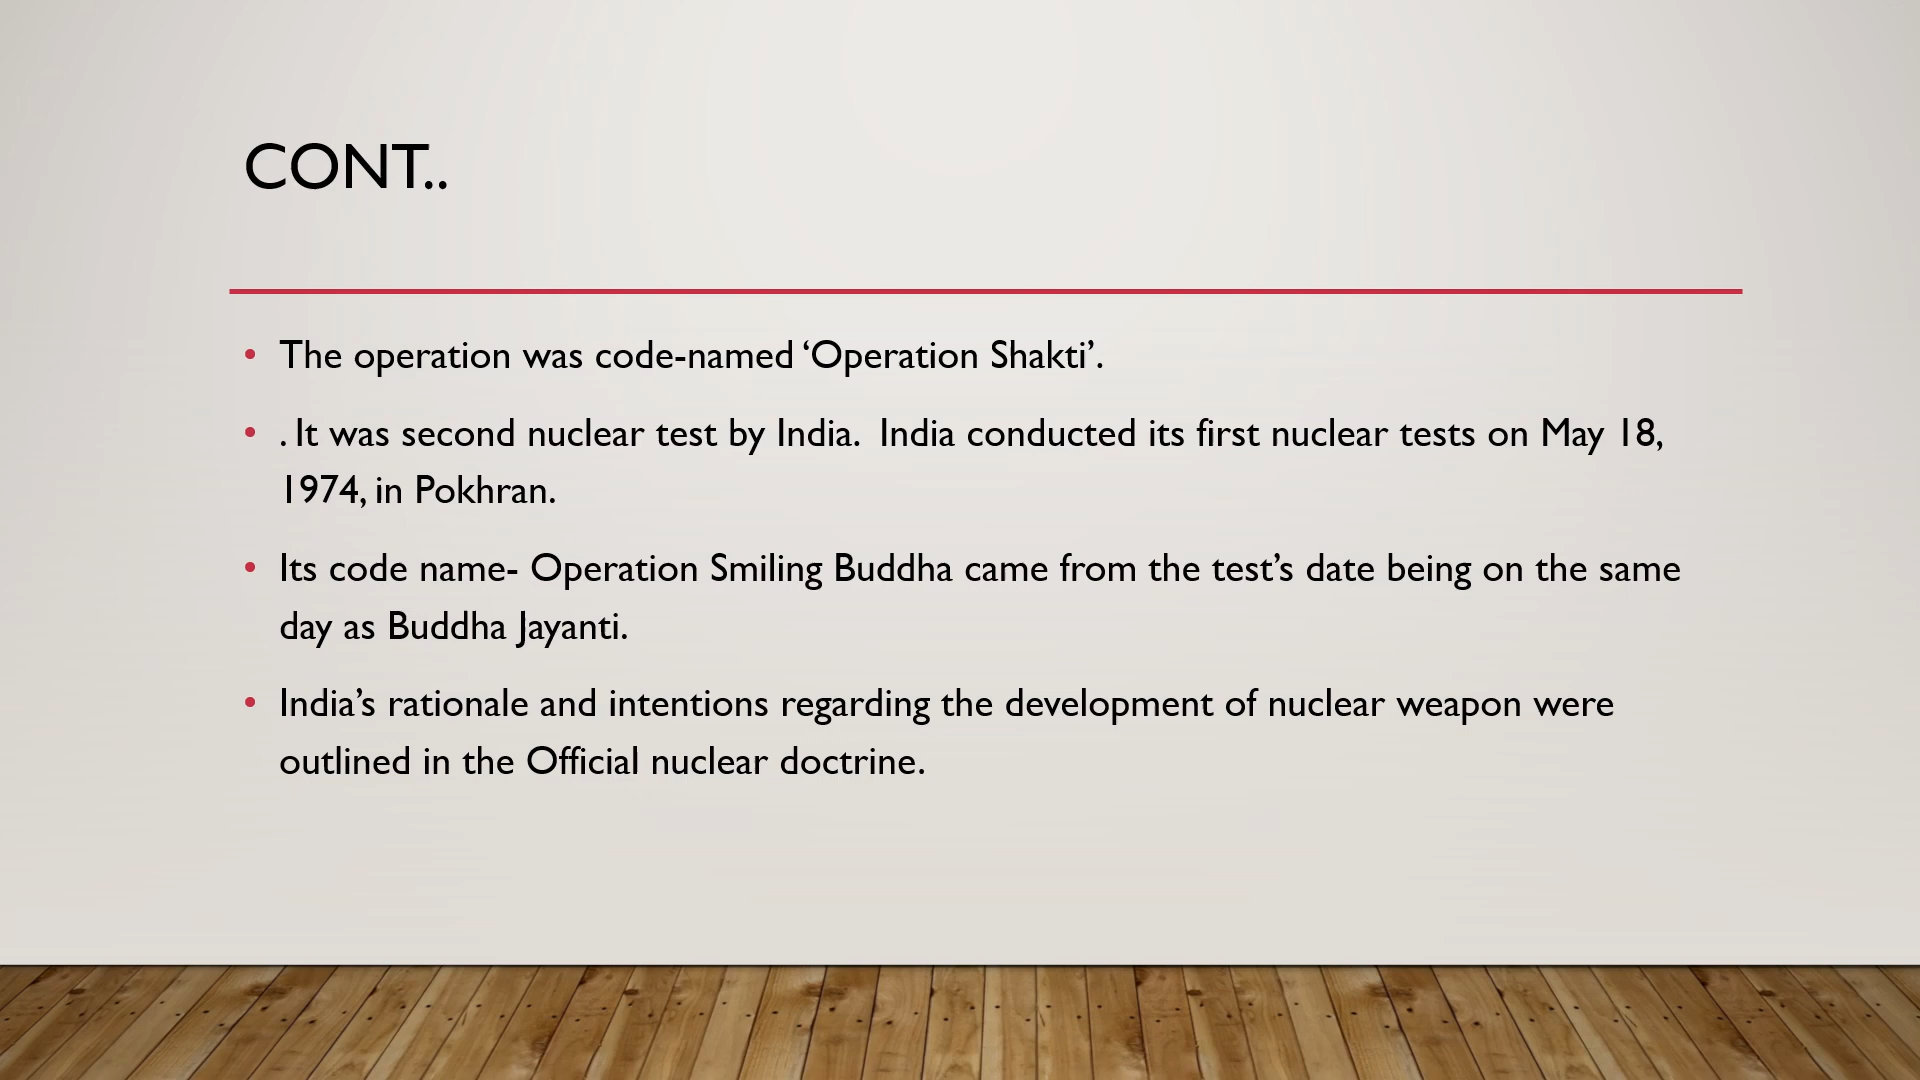 CONT..
• The operation was code-named ‘Operation Shakti’.
• . It was second nuclear test by India.  India conducted its first nuclear tests on May 18,
1974, in Pokhran.
• Its code name- Operation Smiling Buddha came from the test’s date being on the same
day as Buddha Jayanti.
• India’s rationale and intentions regarding the development of nuclear weapon were
outlined in the Official nuclear doctrine.